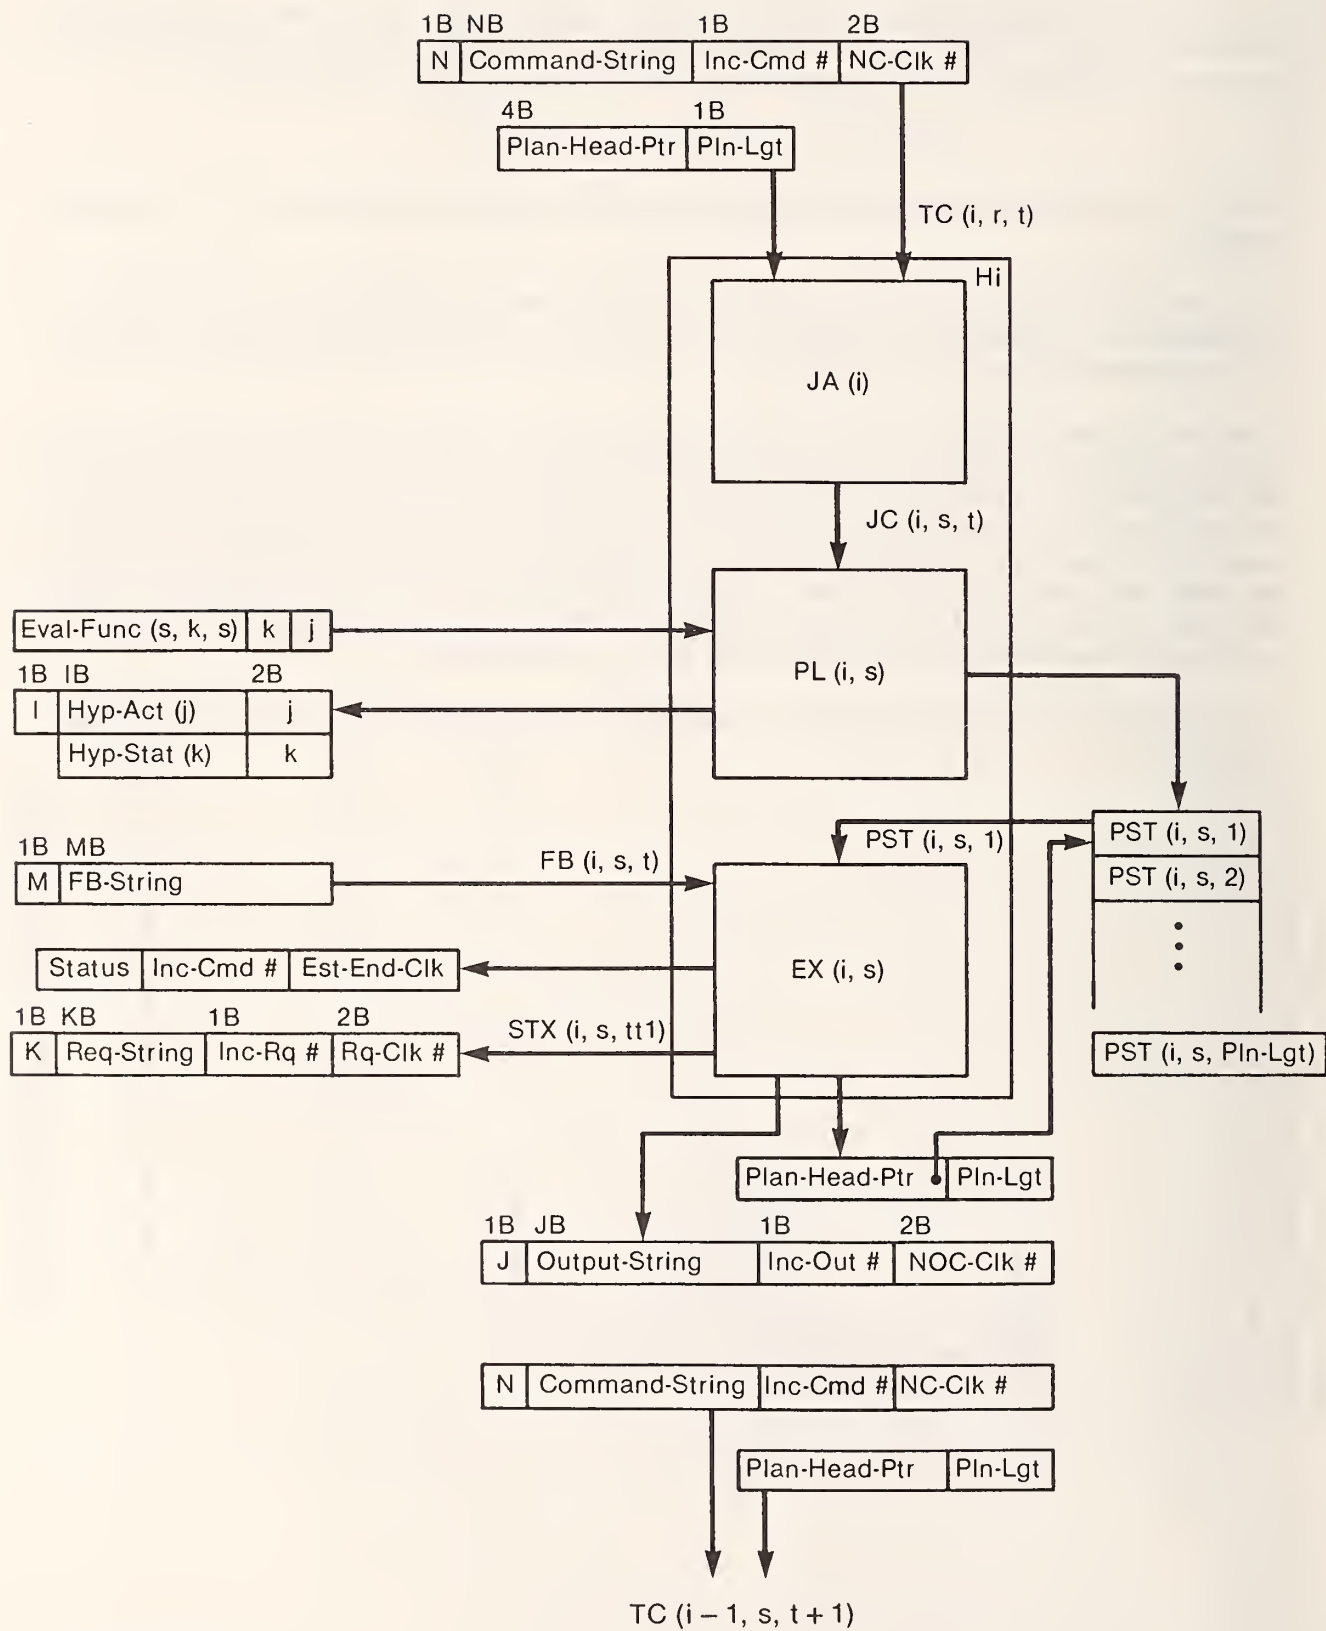 1B NB 1B 2B
N Command-String Inc-Cmd # NC-Clk #
4B 1B
Plan-Head-Ptr Pln-Lgt
TC (i, r, t)
Hi
JA (i)
JC (i, s, t)
Eval-Func (s, k, s) k j
1B IB 2B
I Hyp-Act (j) j
Hyp-Stat (k) k
PL (i, s)
PST (i, s, 1)
PST (i, s, 1)
PST (i, s, 2)
1B MB
M FB-String
FB (i, s, t)
Status Inc-Cmd # Est-End-Clk
EX (i, s)
1B KB 1B 2B
K Req-String Inc-Rq # Rq-Clk #
STX (i, s, tt1)
PST (i, s, Pln-Lgt)
Plan-Head-Ptr Pln-Lgt
1B JB 1B 2B
J Output-String Inc-Out # NOC-Clk #
N Command-String Inc-Cmd # NC-Clk #
Plan-Head-Ptr Pln-Lgt
TC (i – 1, s, t + 1)